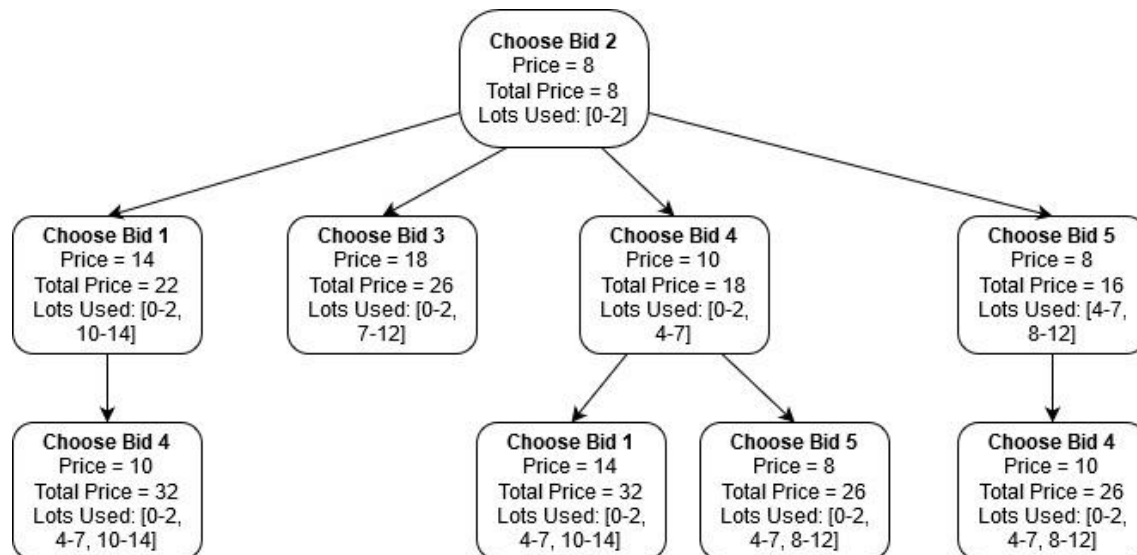 Choose Bid 2
Price = 8
Total Price = 8
Lots Used: [0-2]
Choose Bid 1
Price = 14
Total Price = 22
Lots Used: [0-2,
10-14]
Choose Bid 3
Price = 18
Total Price = 26
Lots Used: [0-2,
7-12]
Choose Bid 4
Price = 10
Total Price = 18
Lots Used: [0-2,
4-7]
Choose Bid 5
Price = 8
Total Price = 16
Lots Used: [4-7,
8-12]
Choose Bid 4
Price = 10
Total Price = 32
Lots Used: [0-2,
4-7, 10-14]
Choose Bid 1
Price = 14
Total Price = 32
Lots Used: [0-2,
4-7, 10-14]
Choose Bid 5
Price = 8
Total Price = 26
Lots Used: [0-2,
4-7, 8-12]
Choose Bid 4
Price = 10
Total Price = 26
Lots Used: [0-2,
4-7, 8-12]